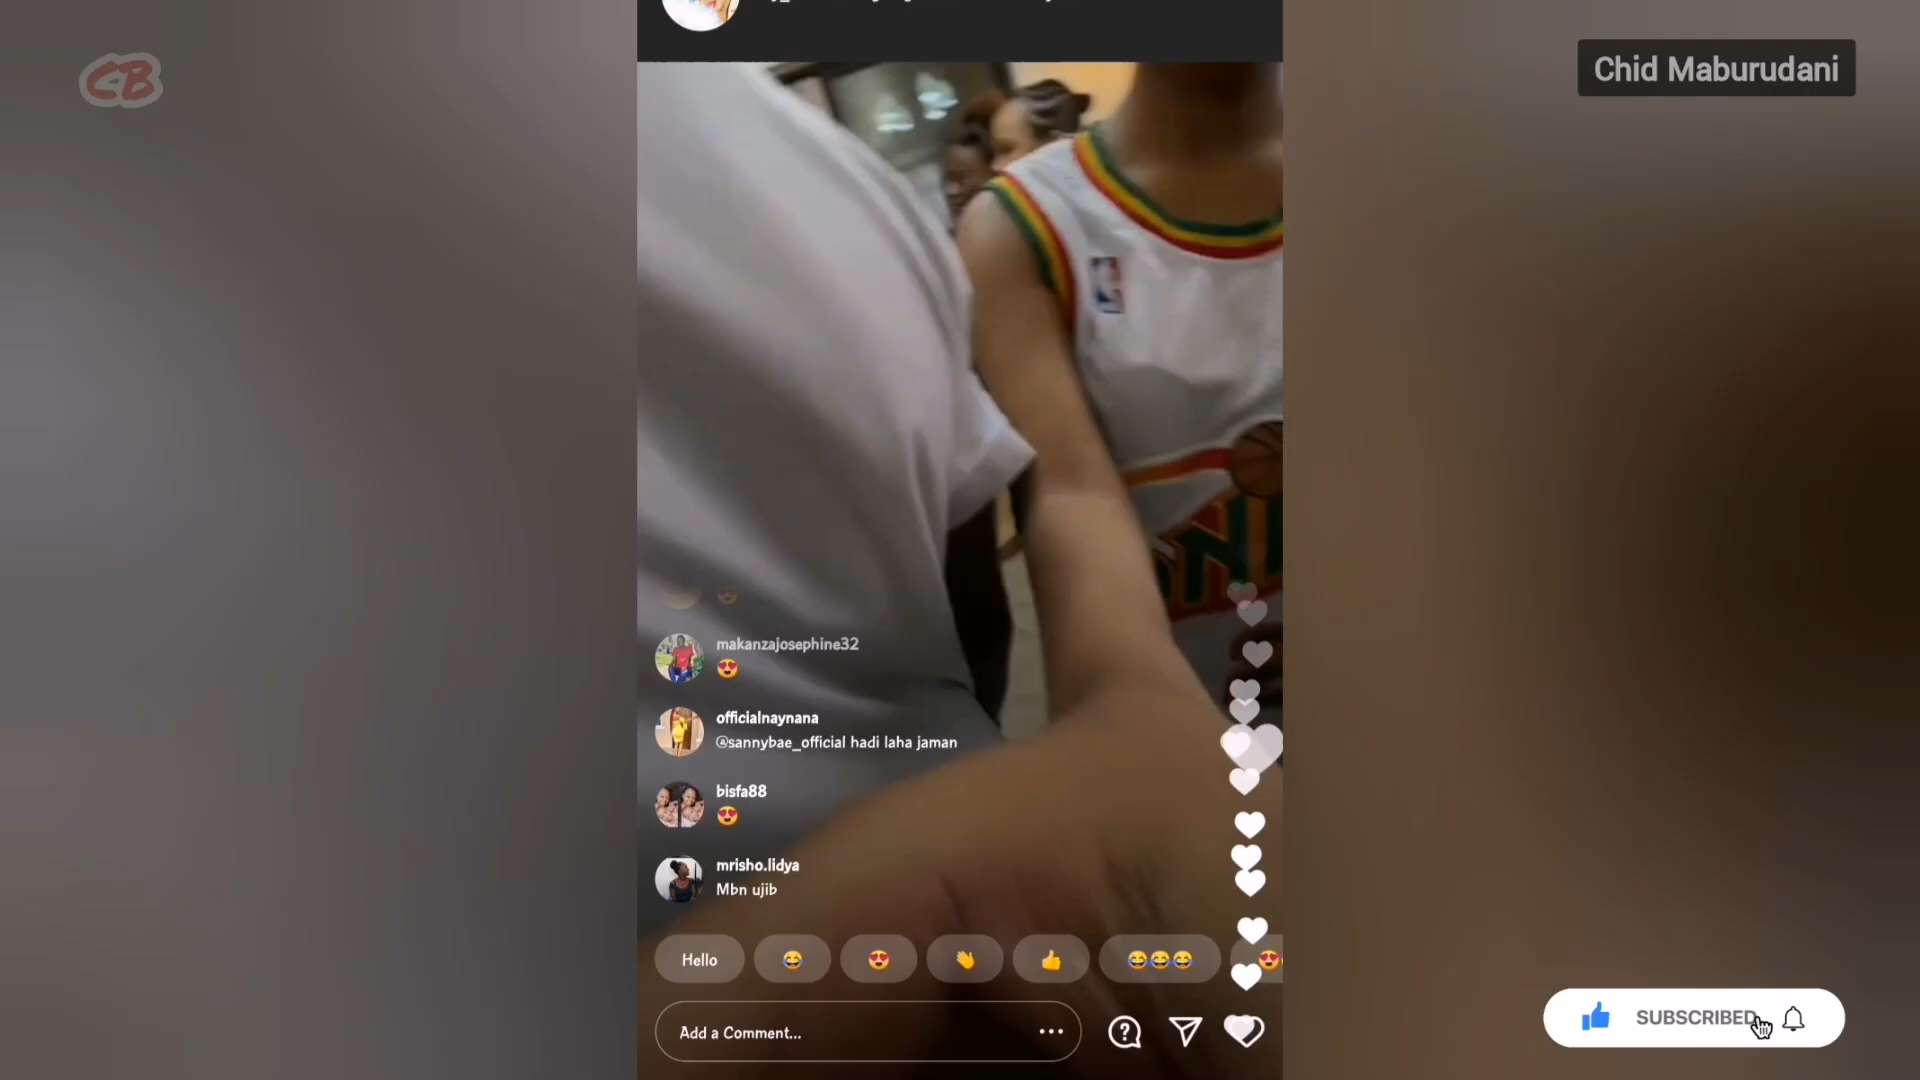 CB
Chid Maburudani
makanzajosephine32
officialnaynana
@sannybae_official hadi laha jaman
bisfa88
mrisho.lidya
Mbn ujib
Hello
Add a Comment...
SUBSCRIBED